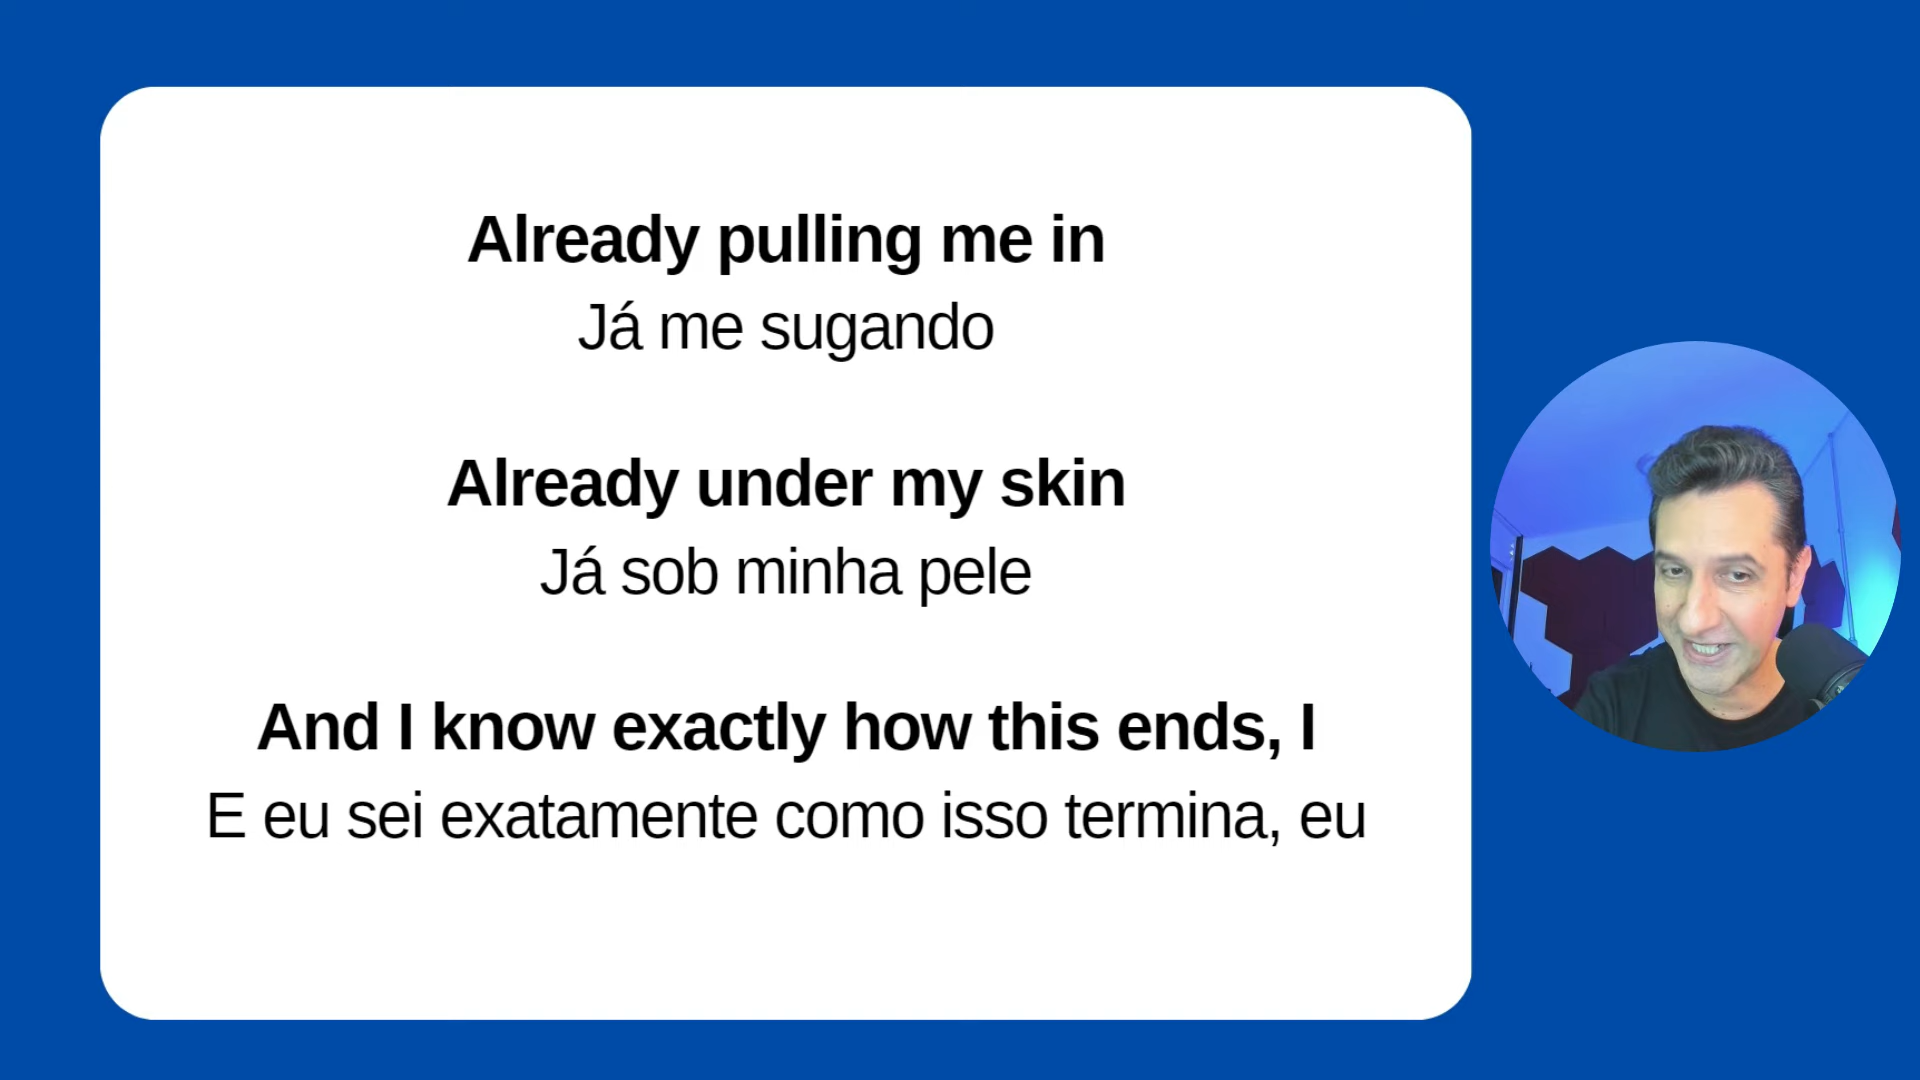 Already pulling me in
Já me sugando
Already under my skin
Já sob minha pele
And I know exactly how this ends, I
E eu sei exatamente como isso termina, eu